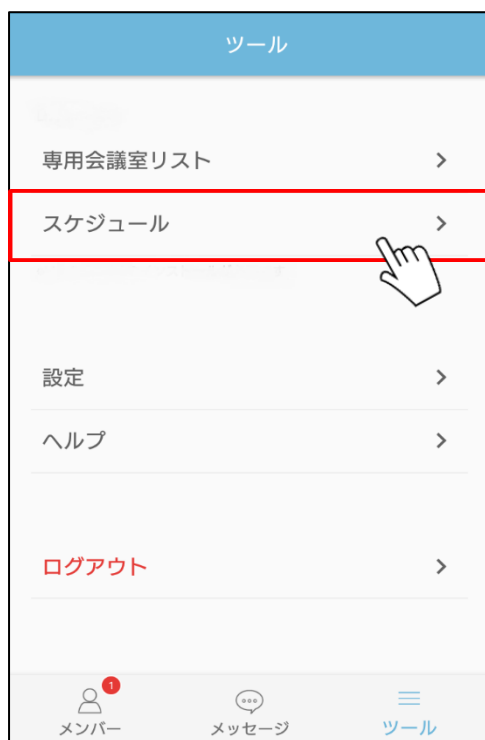 ツール
専用会議室リスト
スケジュール
設定
ヘルプ
ログアウト
1
メンバー
メッセージ
ツール